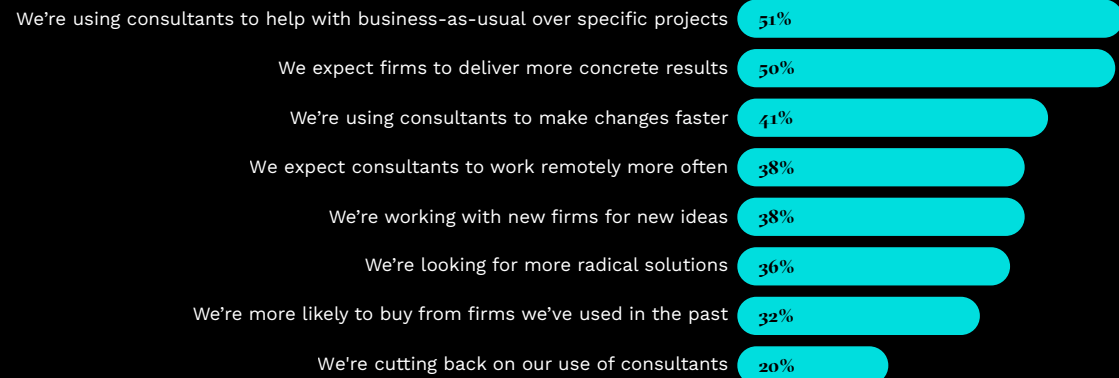 We’re using consultants to help with business-as-usual over specific projects 51%
We expect firms to deliver more concrete results 50%
We’re using consultants to make changes faster 41%
We expect consultants to work remotely more often 38%
We’re working with new firms for new ideas 38%
We’re looking for more radical solutions 36%
We’re more likely to buy from firms we’ve used in the past 32%
We're cutting back on our use of consultants 20%